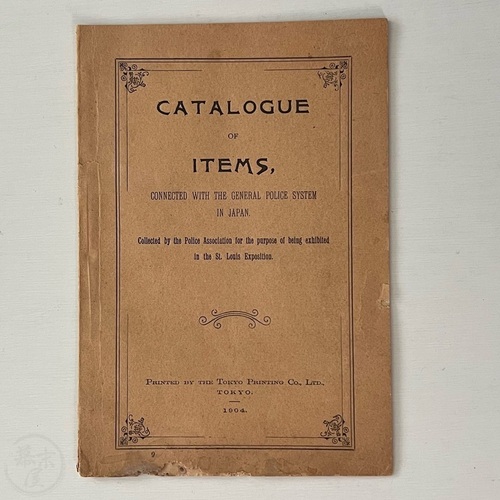 CATALOGUE
OF
ITEMS,
CONNECTED WITH THE GENERAL POLICE SYSTEM
IN JAPAN.
Collected by the Police Association for the purpose of being exhibited
in the St. Louis Exposition.
PRINTED BY THE TOKYO PRINTING CO., LTD.,
TOKYO.
1904.